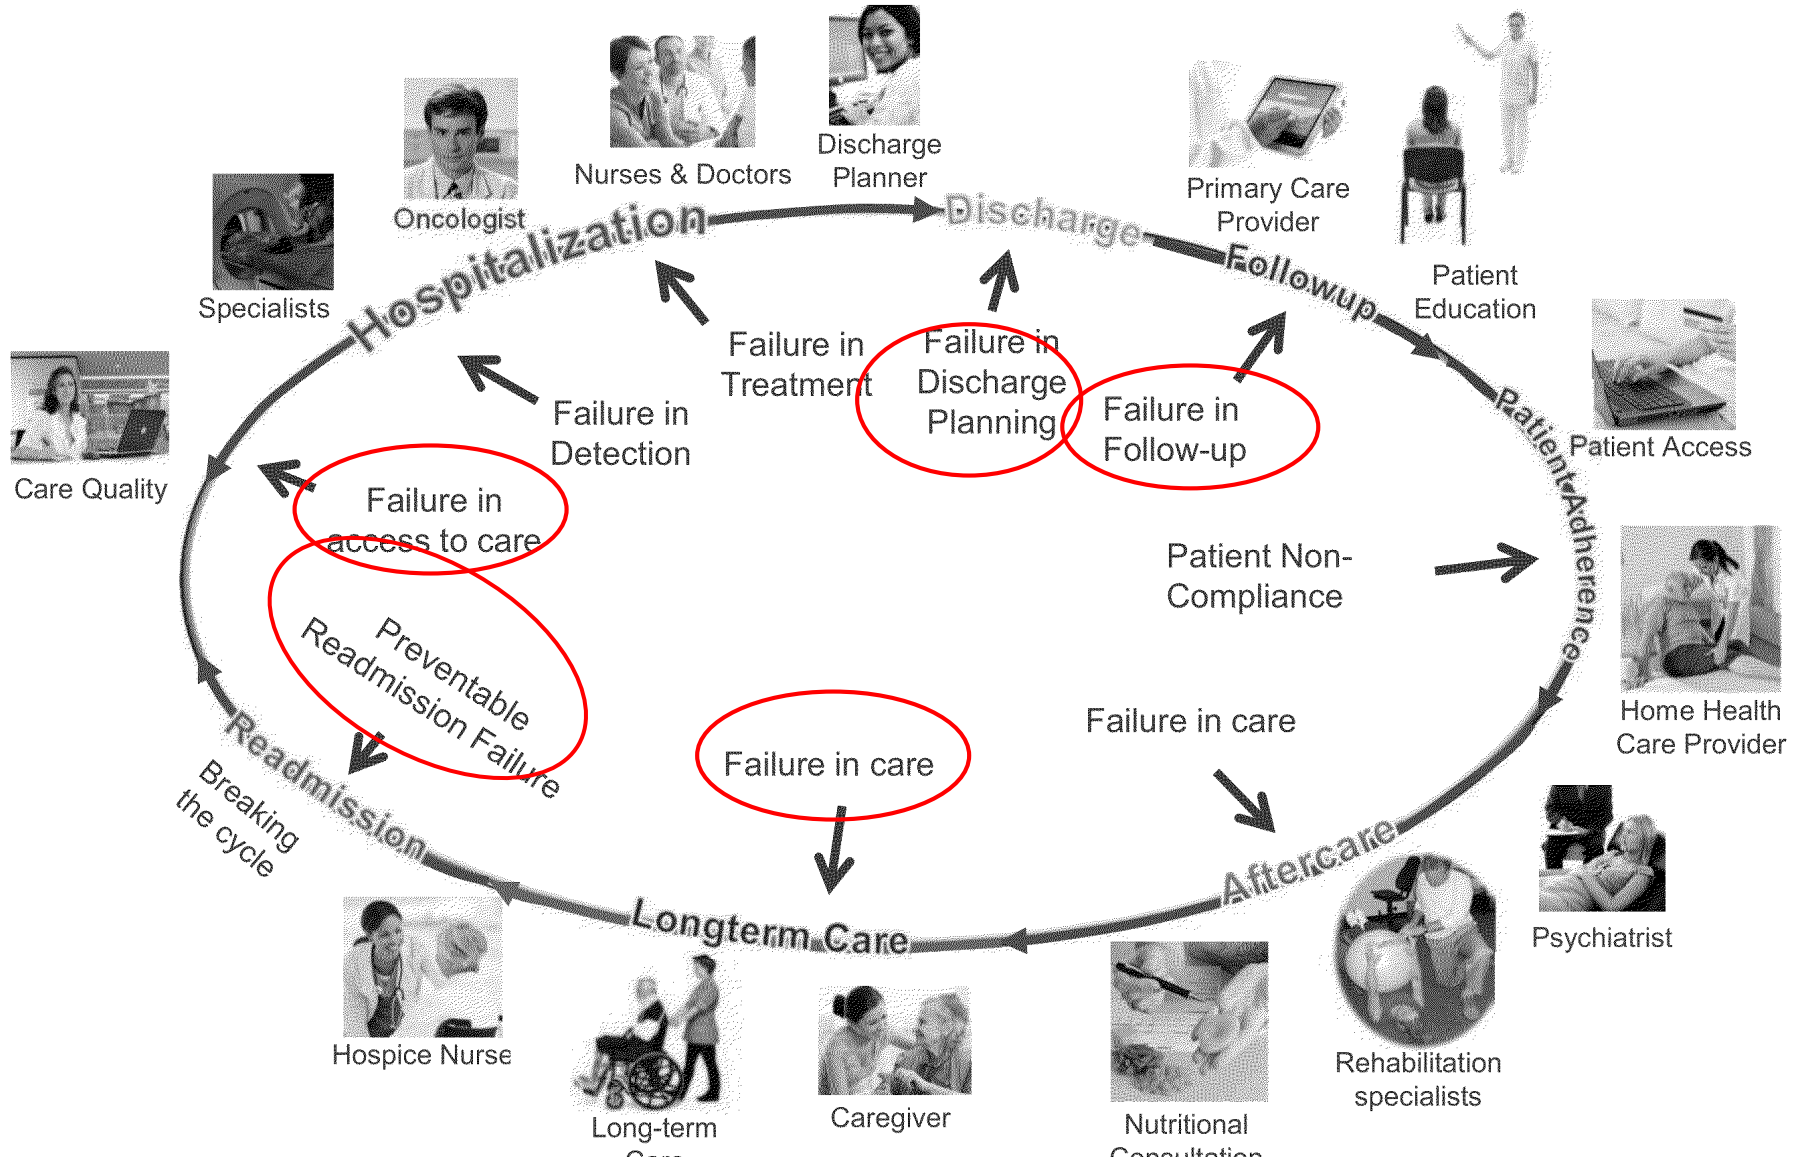 Discharge
Planner
Nurses & Doctors
Oncologist
Specialists
Care Quality
Primary Care
Provider
Patient
Education
Patient Access
Home Health
Care Provider
Psychiatrist
Rehabilitation
specialists
Nutritional
Consultation
Caregiver
Long-term
Care
Hospice Nurse
Hospitalization
Discharge
Followup
Patient Adherence
Aftercare
Longterm Care
Readmission
Breaking
the cycle
Failure in
Treatment
Failure in
Discharge
Planning
Failure in
Follow-up
Failure in
Detection
Failure in
access to care
Patient Non-
Compliance
Preventable
Readmission Failure
Failure in care
Failure in care